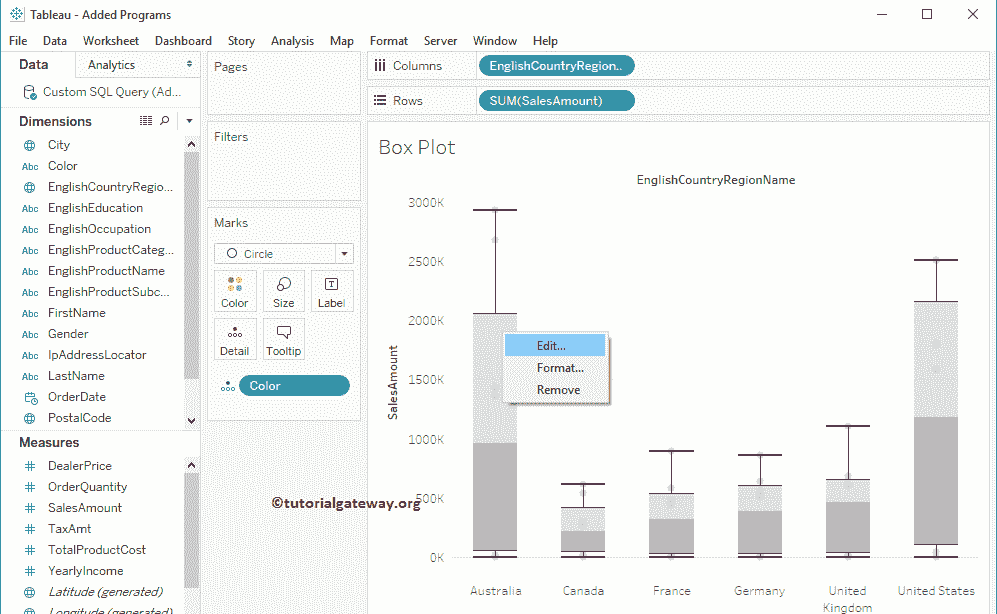 Tableau - Added Programs
File Data Worksheet Dashboard Story Analysis Map Format Server Window Help
Data Analytics
Custom SQL Query (Ad...
Dimensions
City
Abc Color
EnglishCountryRegio...
Abc EnglishEducation
Abc EnglishOccupation
Abc EnglishProductCateg...
Abc EnglishProductName
Abc EnglishProductSubc...
Abc FirstName
Abc Gender
Abc IpAddressLocator
Abc LastName
OrderDate
PostalCode
Measures
# DealerPrice
# OrderQuantity
# SalesAmount
# TaxAmt
# TotalProductCost
# YearlyIncome
Latitude (generated)
Longitude (generated)
Pages
Filters
Marks
Circle
Color Size Label
Detail Tooltip
Color
Columns EnglishCountryRegion..
Rows SUM(SalesAmount)
Box Plot
EnglishCountryRegionName
SalesAmount
3000K
2500K
2000K
1500K
1000K
500K
0K
Edit...
Format...
Remove
©tutorialgateway.org
Australia Canada France Germany United Kingdom United States